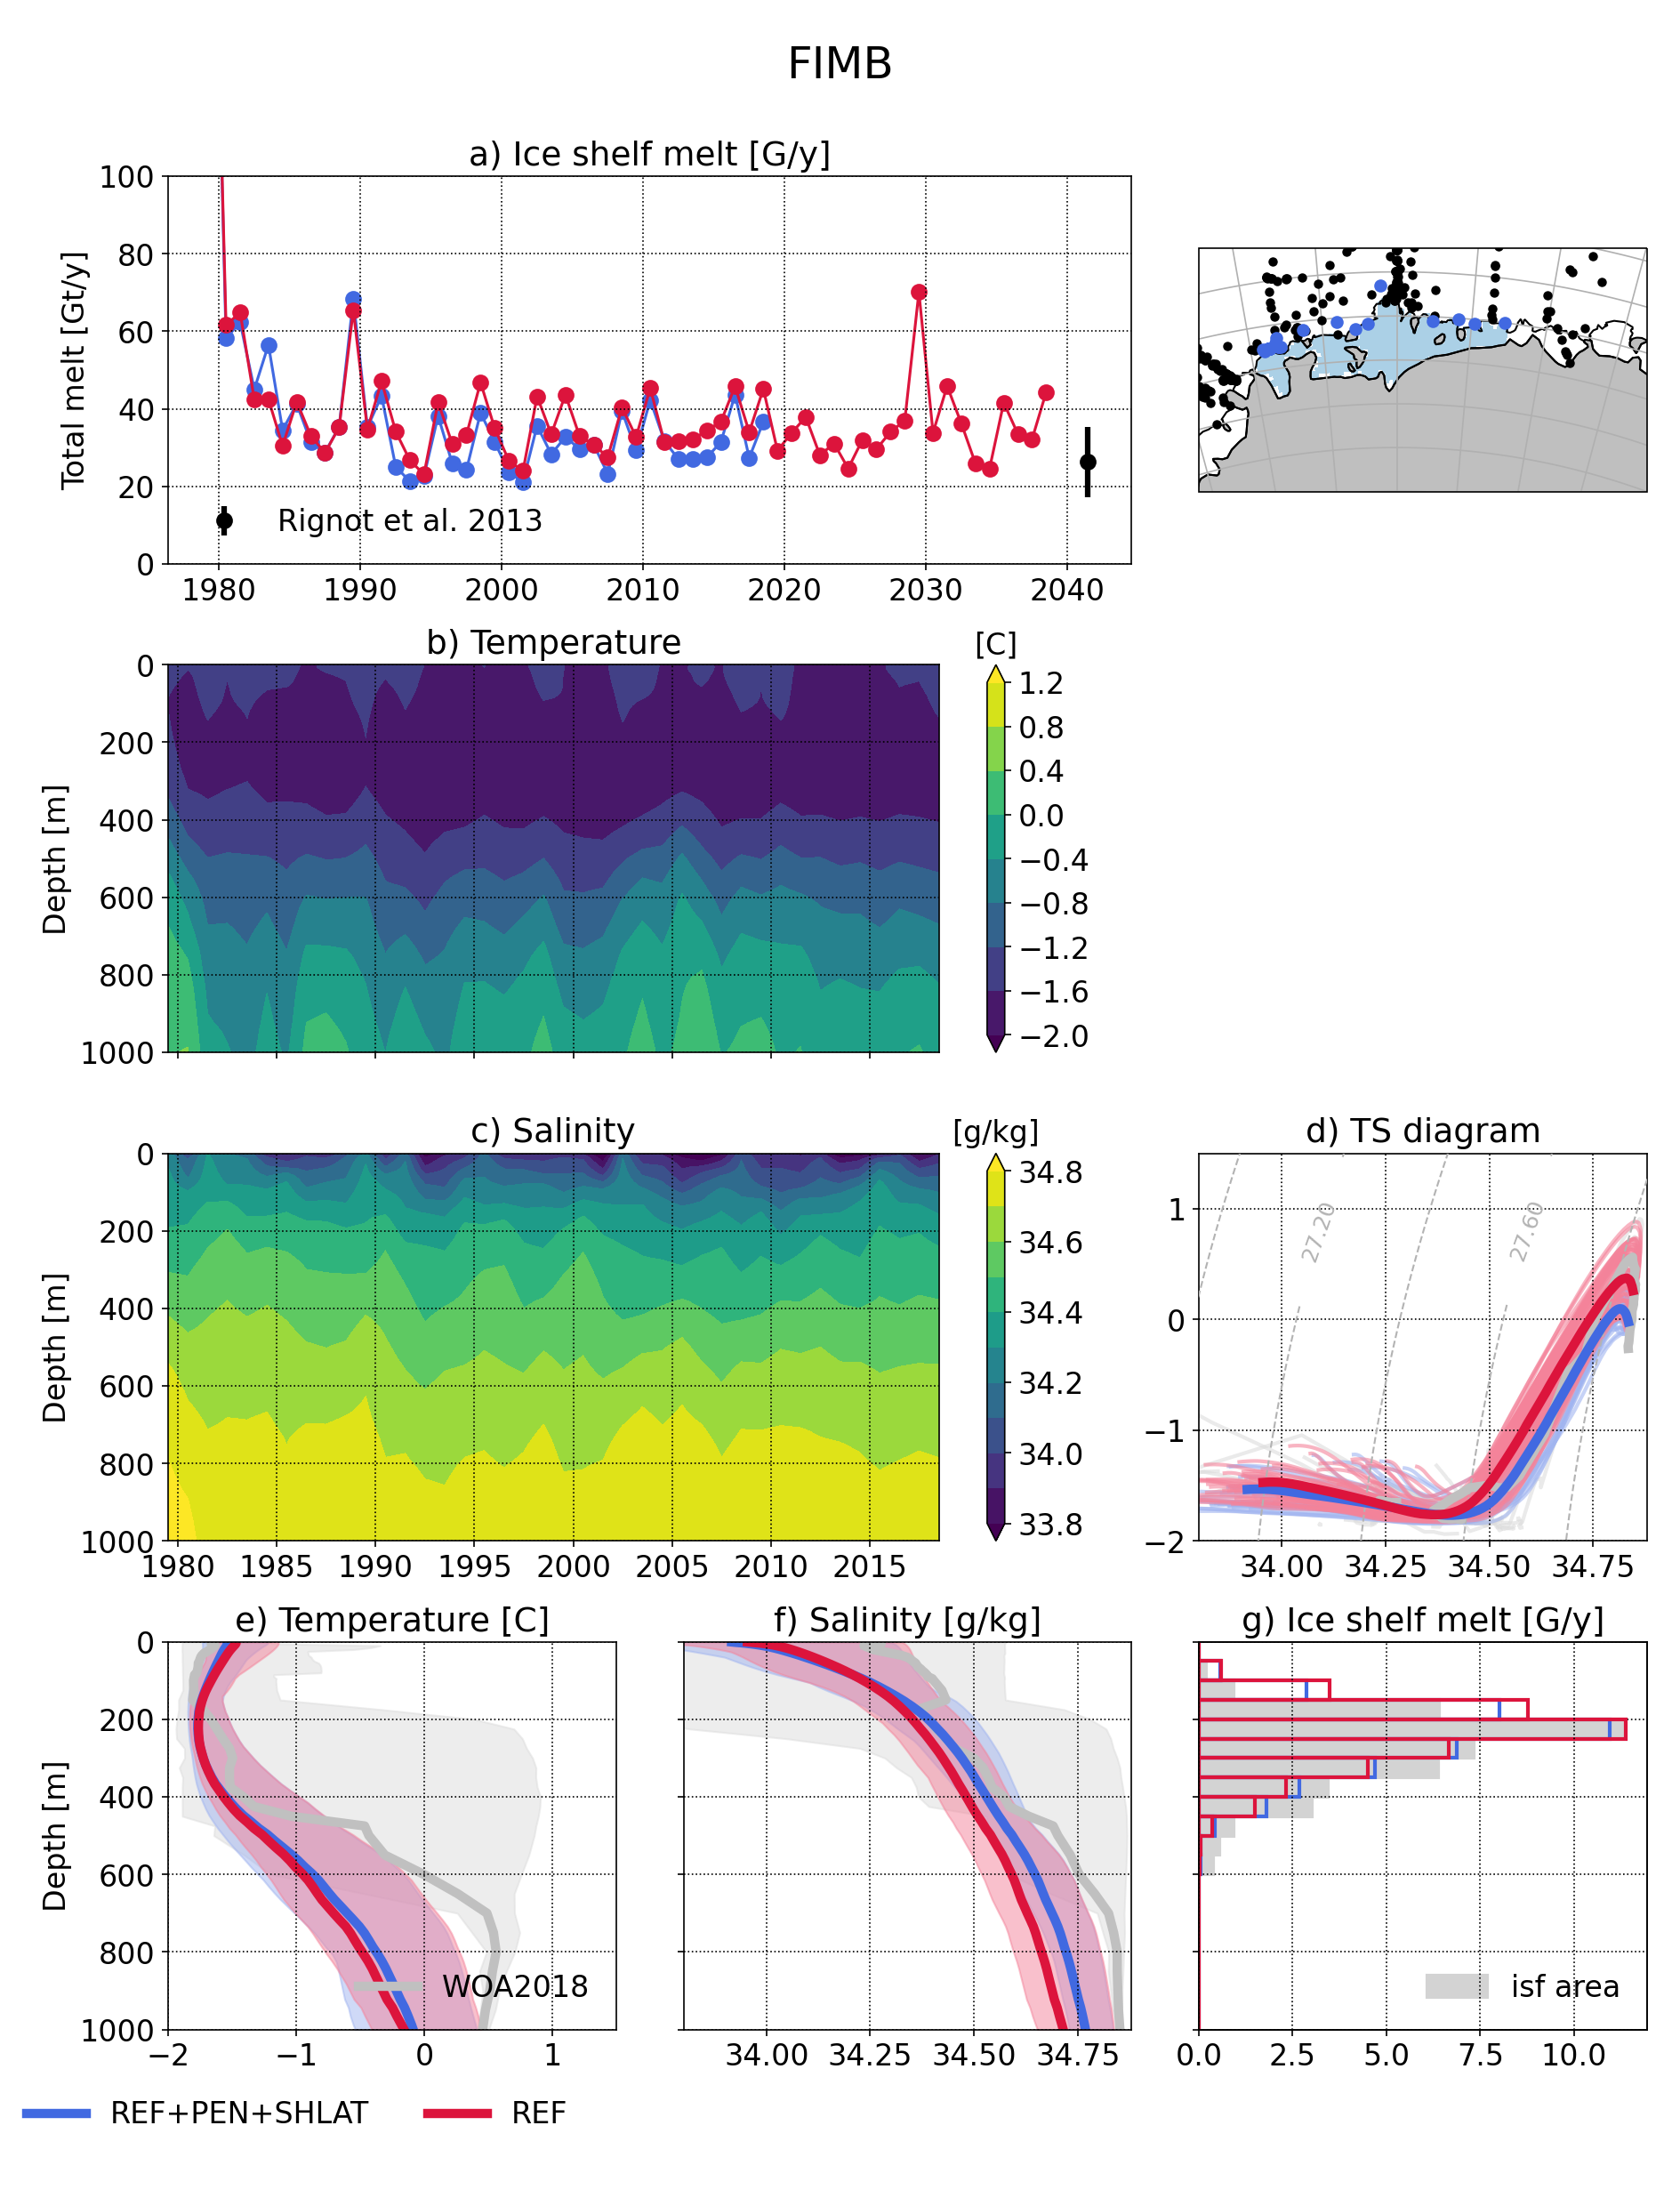 FIMB
a) Ice shelf melt [G/y]
Total melt [Gt/y]
100
80
60
40
20
0
Rignot et al. 2013
1980 1990 2000 2010 2020 2030 2040
b) Temperature
[C]
Depth [m]
0
200
400
600
800
1000
1.2
0.8
0.4
0.0
−0.4
−0.8
−1.2
−1.6
−2.0
c) Salinity
[g/kg]
Depth [m]
0
200
400
600
800
1000
1980 1985 1990 1995 2000 2005 2010 2015
34.8
34.6
34.4
34.2
34.0
33.8
d) TS diagram
27.20
27.60
1
0
−1
−2
34.00 34.25 34.50 34.75
e) Temperature [C]
Depth [m]
0
200
400
600
800
1000
WOA2018
−2 −1 0 1
f) Salinity [g/kg]
34.00 34.25 34.50 34.75
g) Ice shelf melt [G/y]
isf area
0.0 2.5 5.0 7.5 10.0
REF+PEN+SHLAT REF